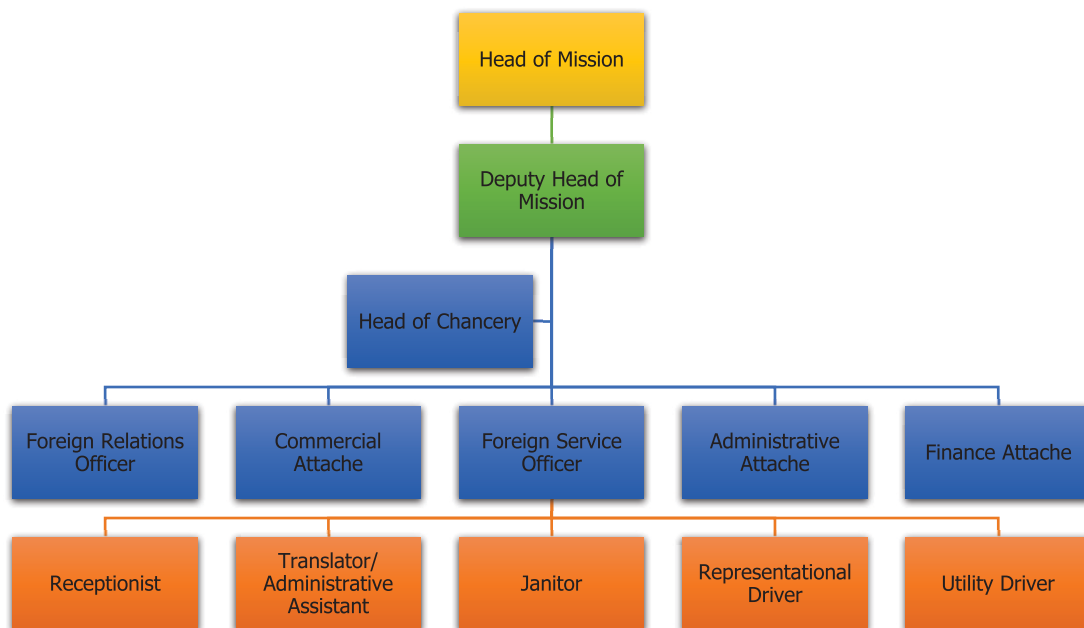 Head of Mission
Deputy Head of
Mission
Head of Chancery
Foreign Relations
Officer
Commercial
Attache
Foreign Service
Officer
Administrative
Attache
Finance Attache
Receptionist
Translator/
Administrative
Assistant
Janitor
Representational
Driver
Utility Driver